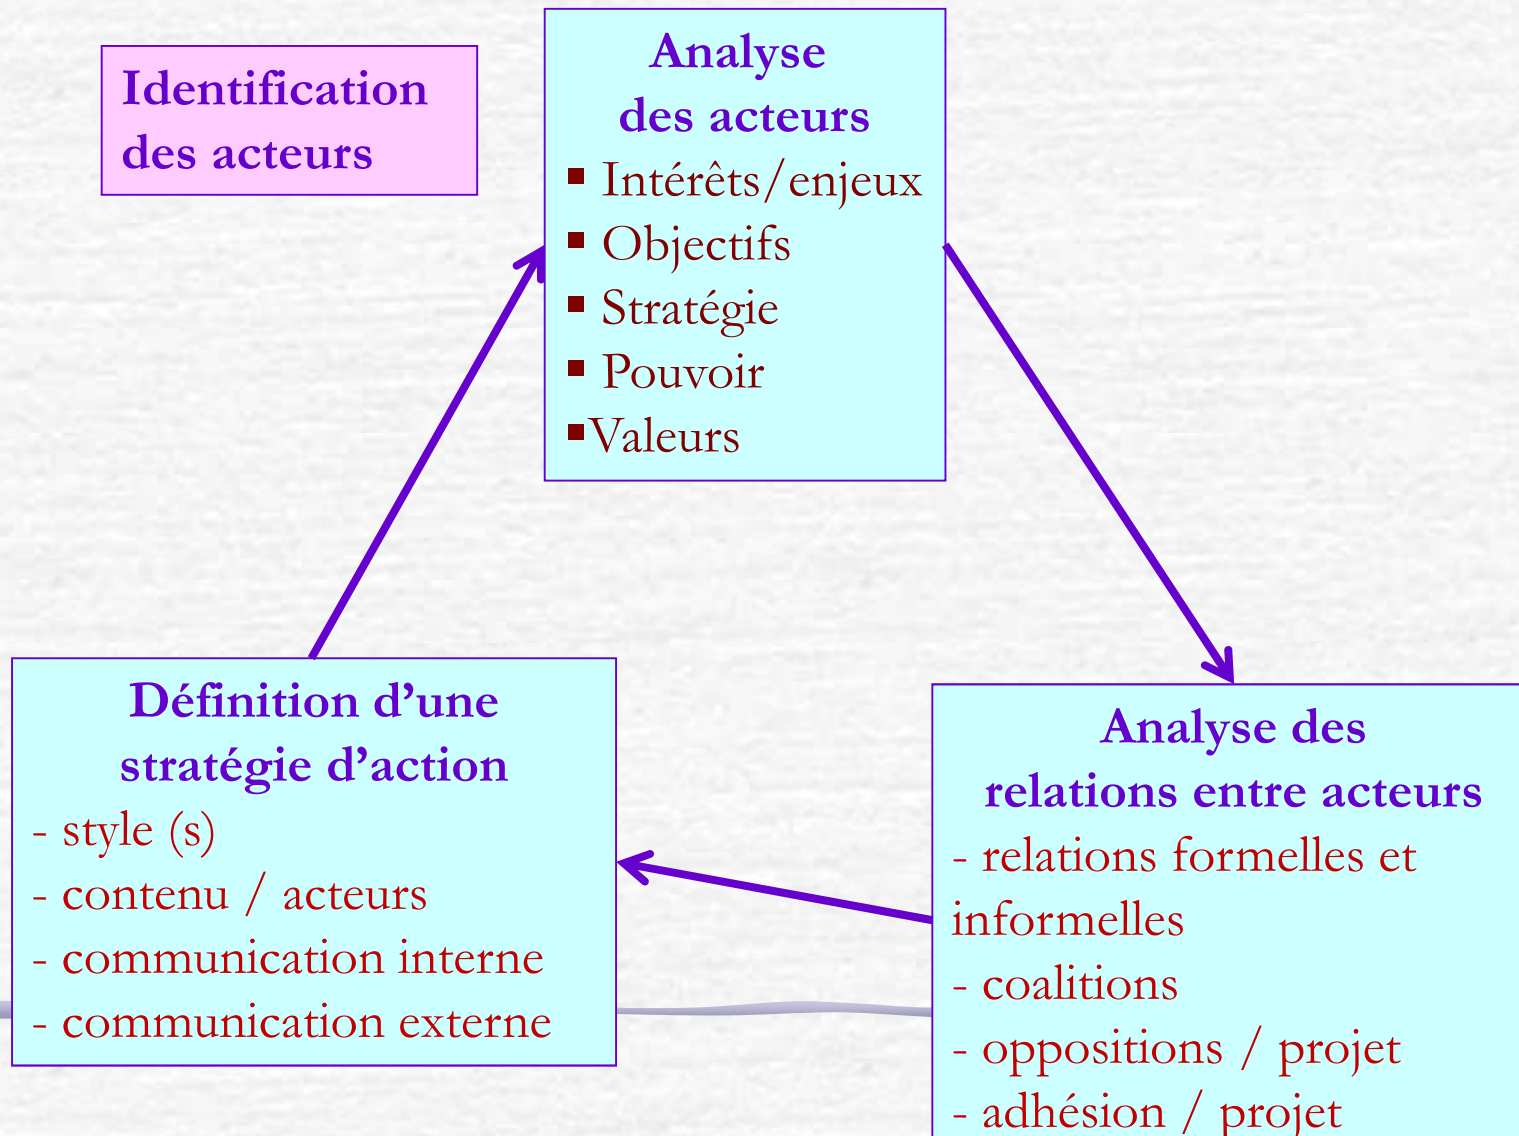 Identification
des acteurs
Analyse
des acteurs
▪ Intérêts/enjeux
▪ Objectifs
▪ Stratégie
▪ Pouvoir
▪Valeurs
Définition d’une
stratégie d’action
- style (s)
- contenu / acteurs
- communication interne
- communication externe
Analyse des
relations entre acteurs
- relations formelles et
informelles
- coalitions
- oppositions / projet
- adhésion / projet